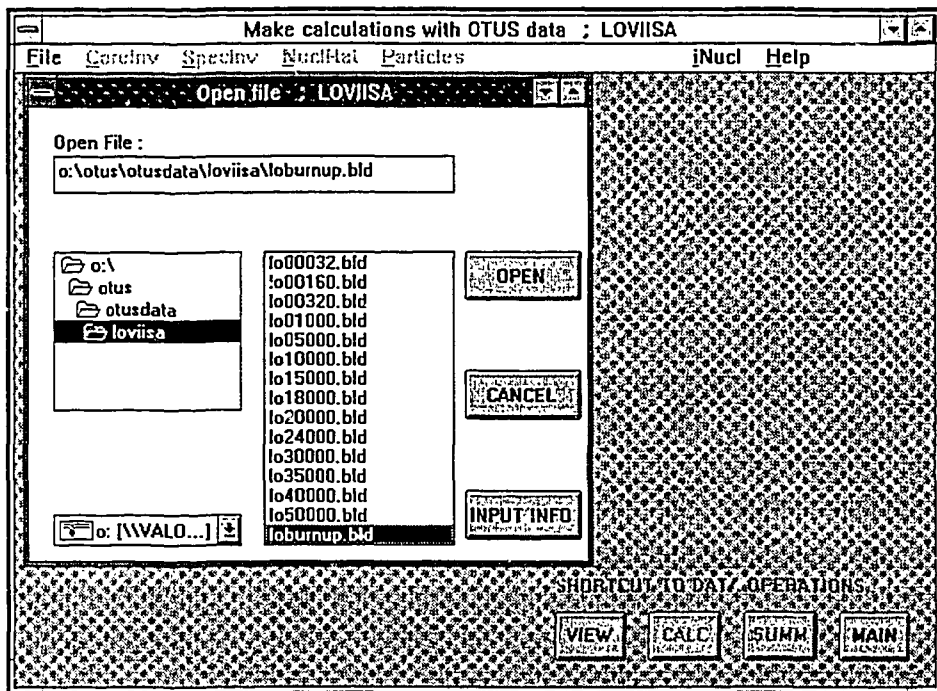 Make calculations with OTUS data ; LOVIISA
File CoreInv SpecInv NuclHal Particles iNucl Help
Open file ; LOVIISA
Open File :
o:\otus\otusdata\loviisa\loburnup.bld
o:\
otus
otusdata
loviisa
lo00032.bld
lo00160.bld
lo00320.bld
lo01000.bld
lo05000.bld
lo10000.bld
lo15000.bld
lo18000.bld
lo20000.bld
lo24000.bld
lo30000.bld
lo35000.bld
lo40000.bld
lo50000.bld
loburnup.bld
OPEN
CANCEL
INPUT INFO
o: [\\VALO...]
SHORTCUT TO DATA OPERATIONS
VIEW CALC SUMM MAIN